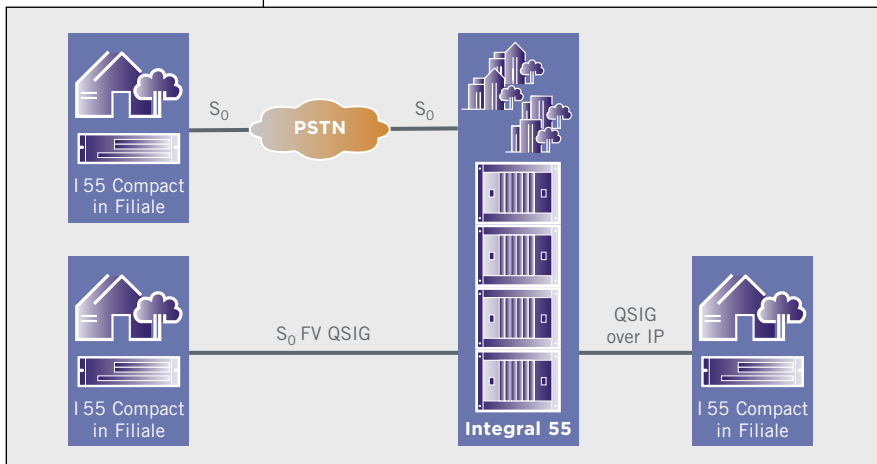 S₀
PSTN
S₀
I 55 Compact
in Filiale
S₀ FV QSIG
QSIG
over IP
I 55 Compact
in Filiale
Integral 55
I 55 Compact
in Filiale